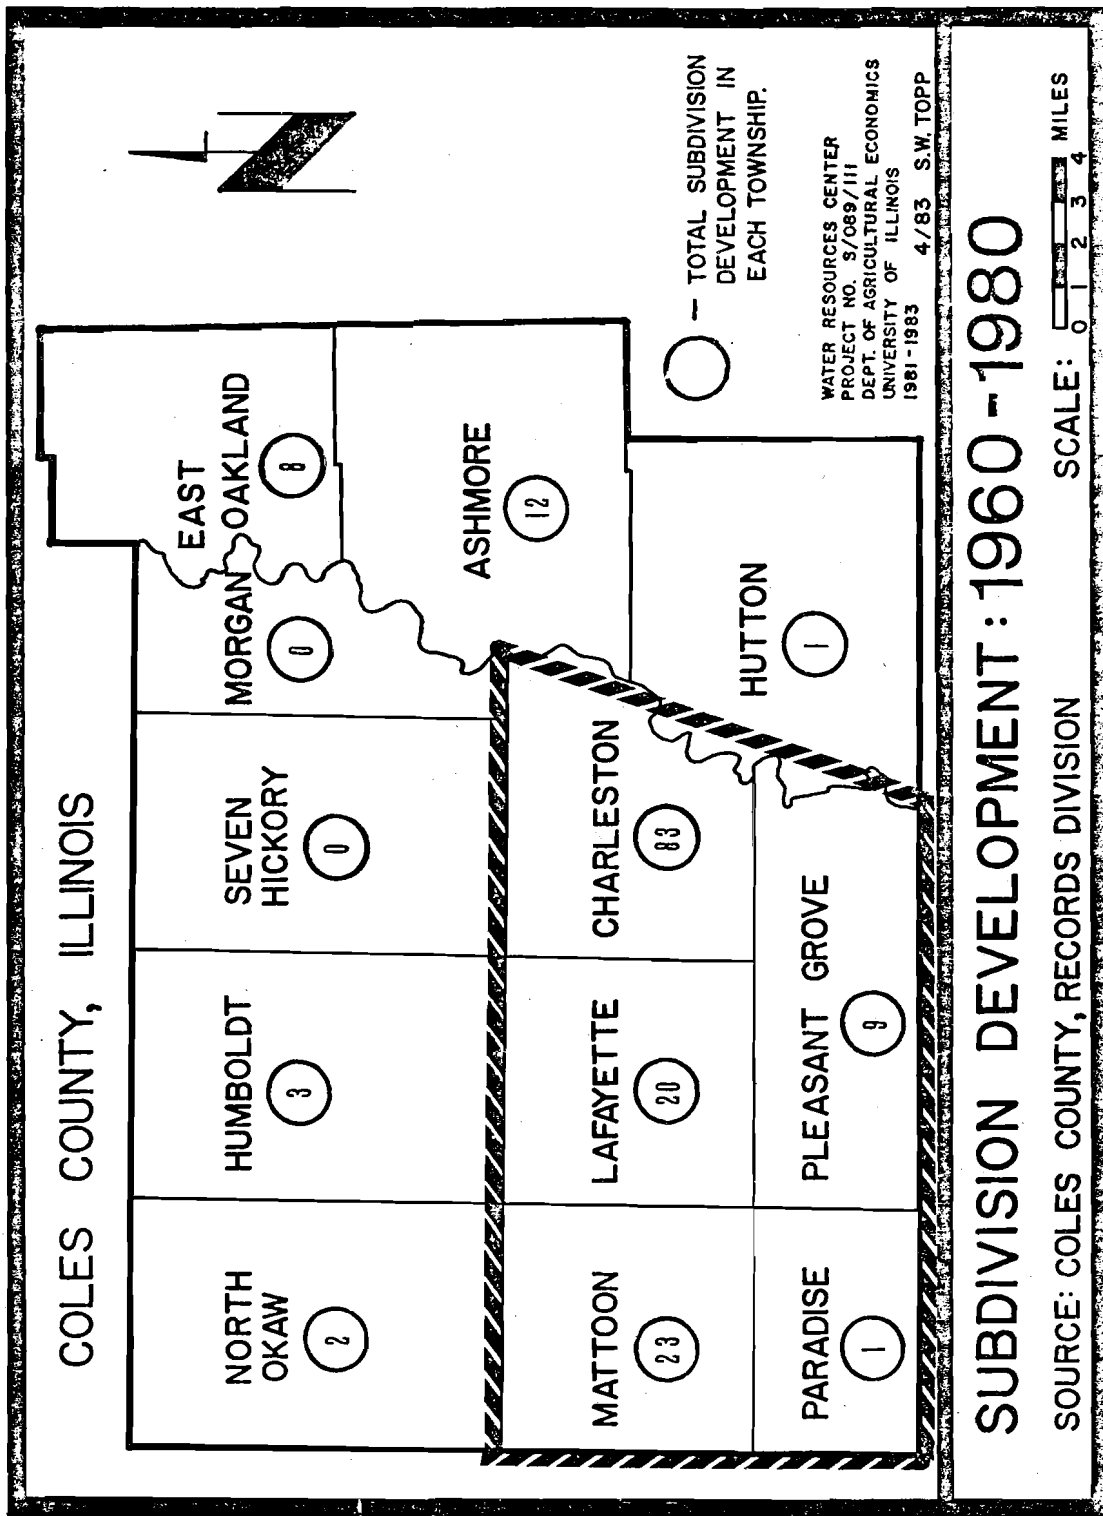 COLES COUNTY, ILLINOIS
NORTH
OKAW
2
HUMBOLDT
3
SEVEN
HICKORY
0
MORGAN
0
EAST
OAKLAND
8
MATTOON
23
LAFAYETTE
20
CHARLESTON
83
ASHMORE
12
PARADISE
1
PLEASANT GROVE
9
HUTTON
1
— TOTAL SUBDIVISION
DEVELOPMENT IN
EACH TOWNSHIP.
WATER RESOURCES CENTER
PROJECT NO. S/089/111
DEPT. OF AGRICULTURAL ECONOMICS
UNIVERSITY OF ILLINOIS
1981-1983 4/83 S.W. TOPP
SUBDIVISION DEVELOPMENT: 1960-1980
SOURCE: COLES COUNTY, RECORDS DIVISION
SCALE: 0 1 2 3 4 MILES